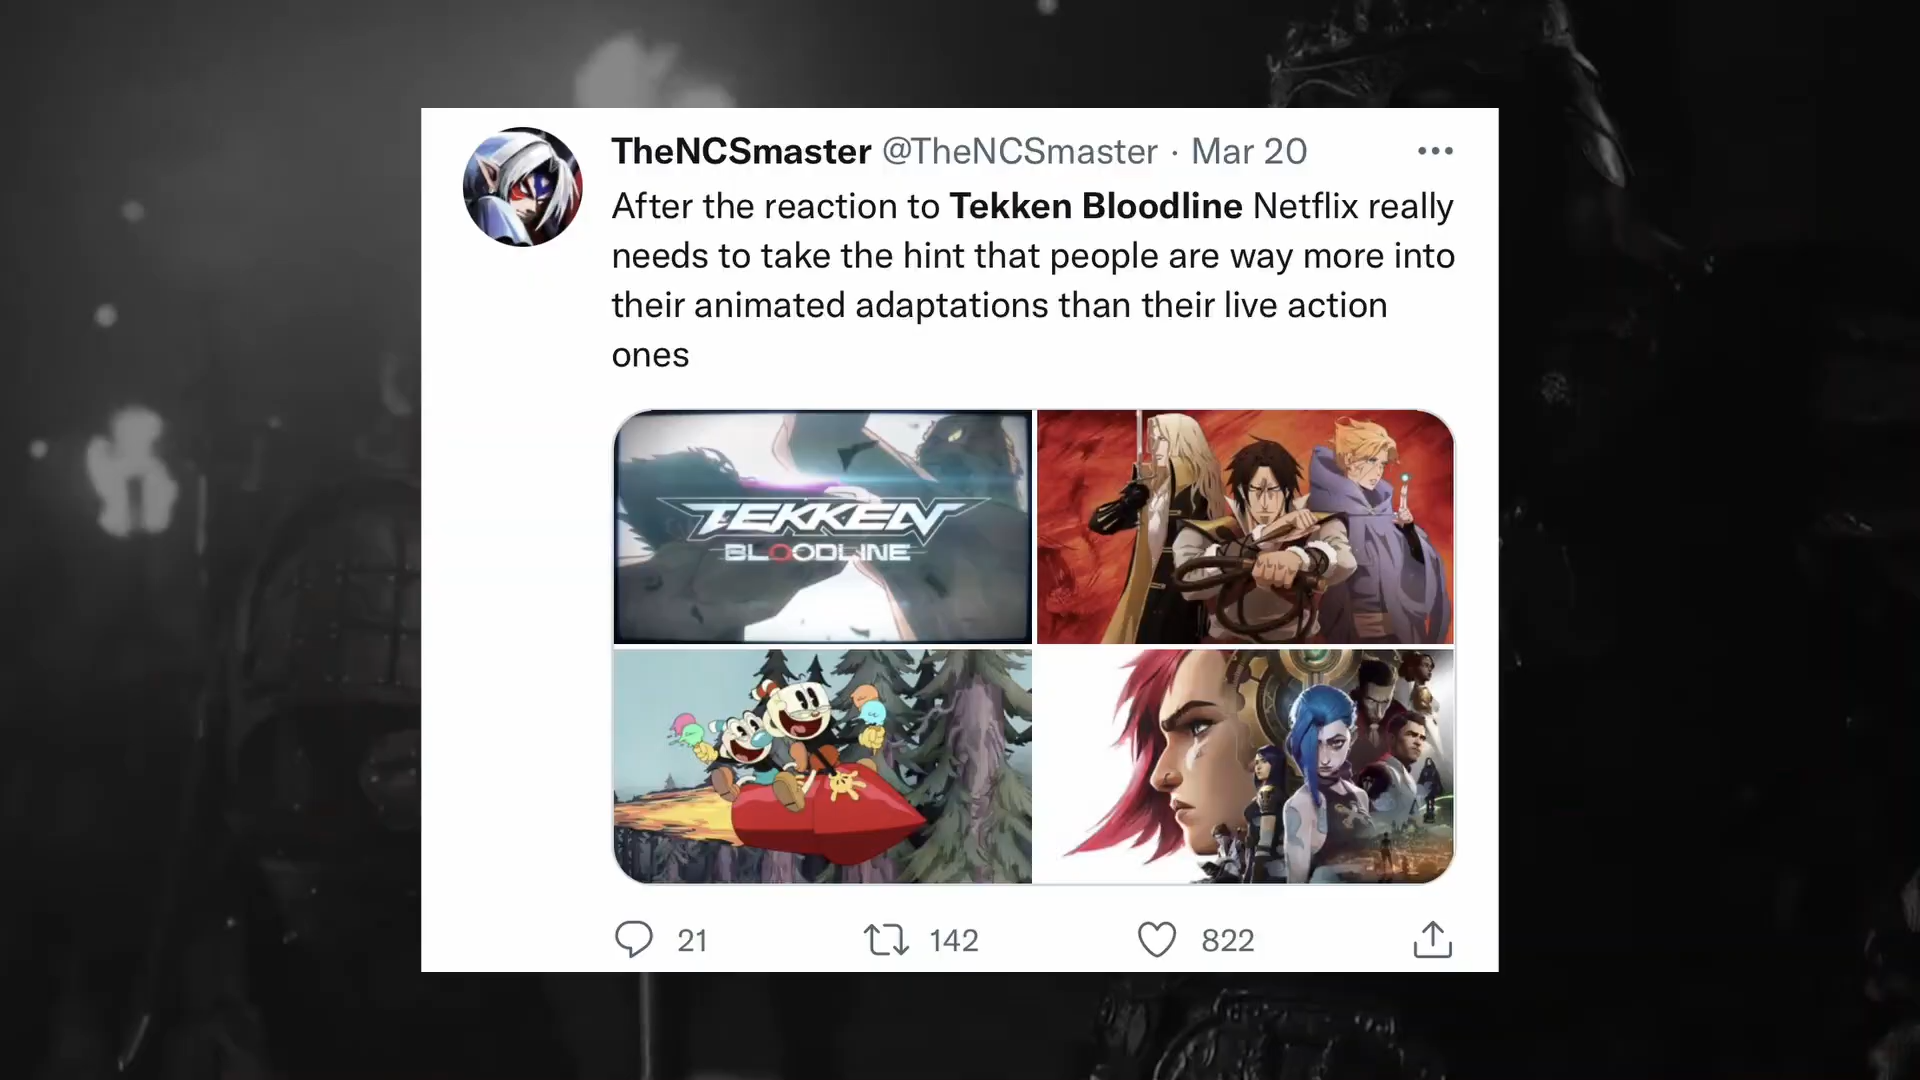 TheNCSmaster @TheNCSmaster · Mar 20
After the reaction to Tekken Bloodline Netflix really
needs to take the hint that people are way more into
their animated adaptations than their live action
ones
TEKKEN
BLOODLINE
21 142 822